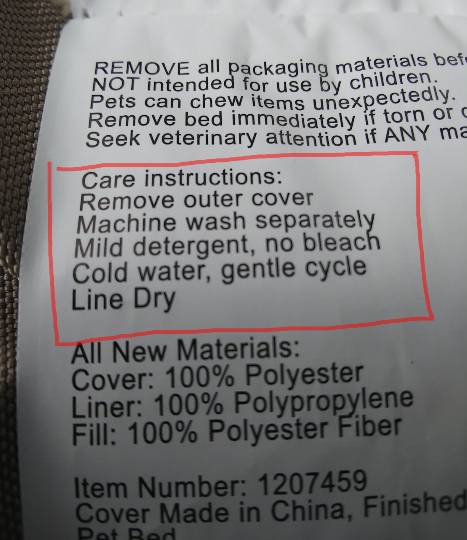 REMOVE all packaging materials
NOT intended for use by children.
Pets can chew items unexpectedly.
Remove bed immediately if torn or
Seek veterinary attention if ANY
Care instructions:
Remove outer cover
Machine wash separately
Mild detergent, no bleach
Cold water, gentle cycle
Line Dry
All New Materials:
Cover: 100% Polyester
Liner: 100% Polypropylene
Fill: 100% Polyester Fiber
Item Number: 1207459
Cover Made in China, Finished
Pet Bed